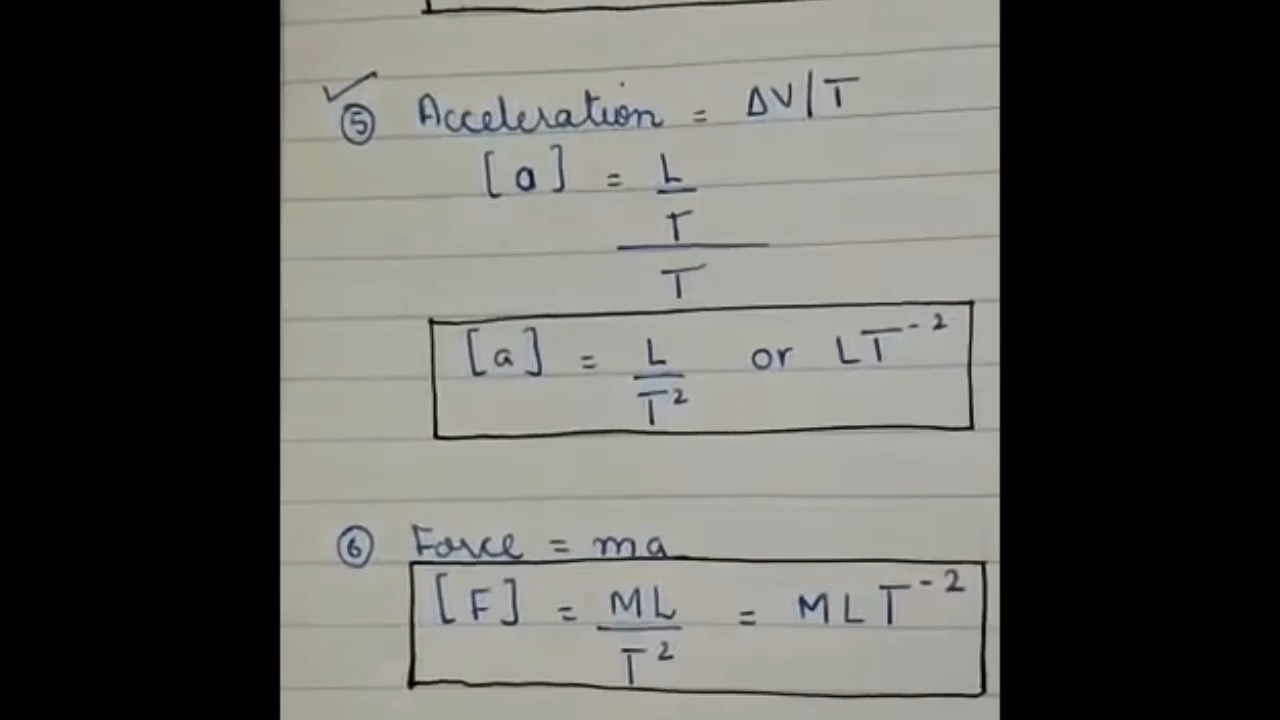 ✓
⑤ Acceleration = ΔV/T
[a] = L
T
T
[a] = L/T² or LT⁻²
⑥ Force = ma
[F] = ML/T² = MLT⁻²